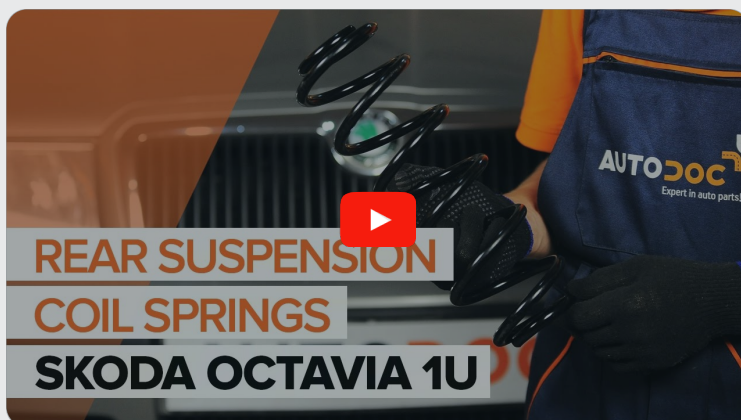 AUTODOC
Expert in auto parts!
REAR SUSPENSION
COIL SPRINGS
SKODA OCTAVIA 1U